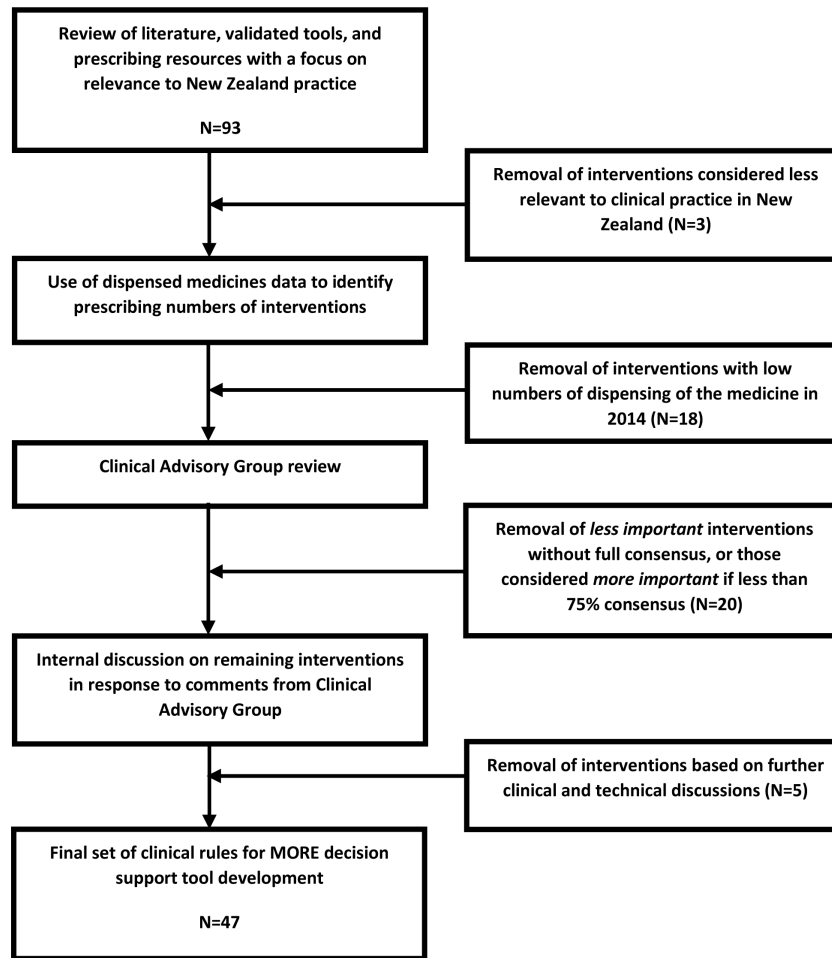 Review of literature, validated tools, and
prescribing resources with a focus on
relevance to New Zealand practice
N=93
Removal of interventions considered less
relevant to clinical practice in New
Zealand (N=3)
Use of dispensed medicines data to identify
prescribing numbers of interventions
Removal of interventions with low
numbers of dispensing of the medicine in
2014 (N=18)
Clinical Advisory Group review
Removal of less important interventions
without full consensus, or those
considered more important if less than
75% consensus (N=20)
Internal discussion on remaining interventions
in response to comments from Clinical
Advisory Group
Removal of interventions based on further
clinical and technical discussions (N=5)
Final set of clinical rules for MORE decision
support tool development
N=47